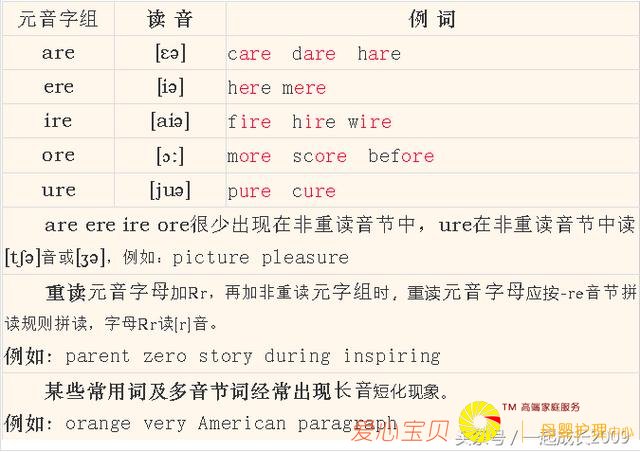 元音字组 读音 例词
are [ɛə] care dare hare
ere [iə] here mere
ire [aiə] fire hire wire
ore [ɔ:] more score before
ure [juə] pure cure
are ere ire ore很少出现在非重读音节中，ure在非重读音节中读
[tʃə]音或[ʒə]，例如：picture pleasure
重读元音字母加Rr，再加非重读元字组时，重读元音字母应按-re音节拼
读规则拼读，字母Rr读[r]音。
例如：parent zero story during inspiring
某些常用词及多音节词经常出现长音短化现象。
例如：orange very American paragraph
TM 高端家庭服务
爱心宝贝 母婴护理中心
头条号 / 一起成长2009